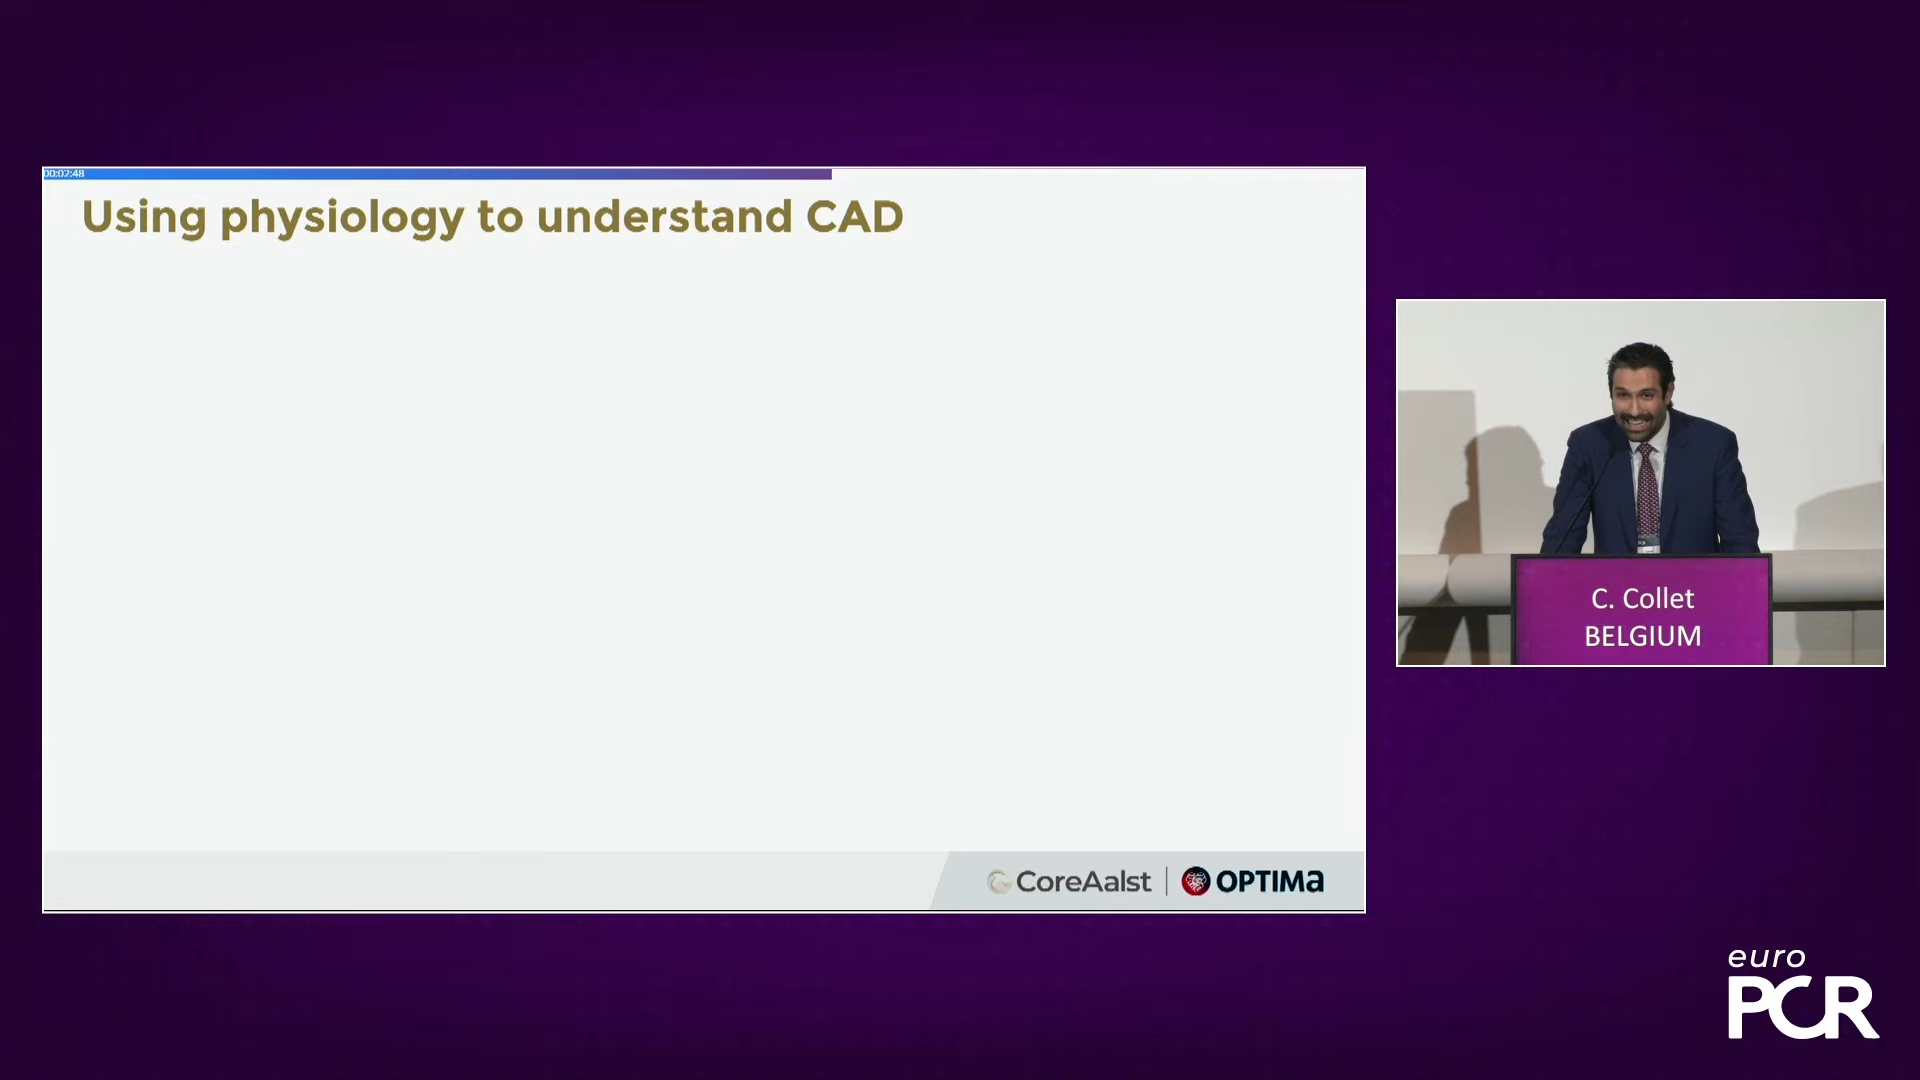 00:02:48
Using physiology to understand CAD
CoreAalst | OPTIMA
C. Collet
BELGIUM
euro
PCR